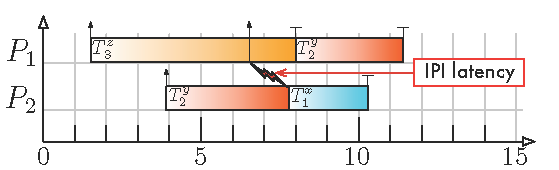 P₁ T₃ᶻ T₂ʸ
IPI latency
P₂ T₂ʸ T₁ˣ
0 5 10 15